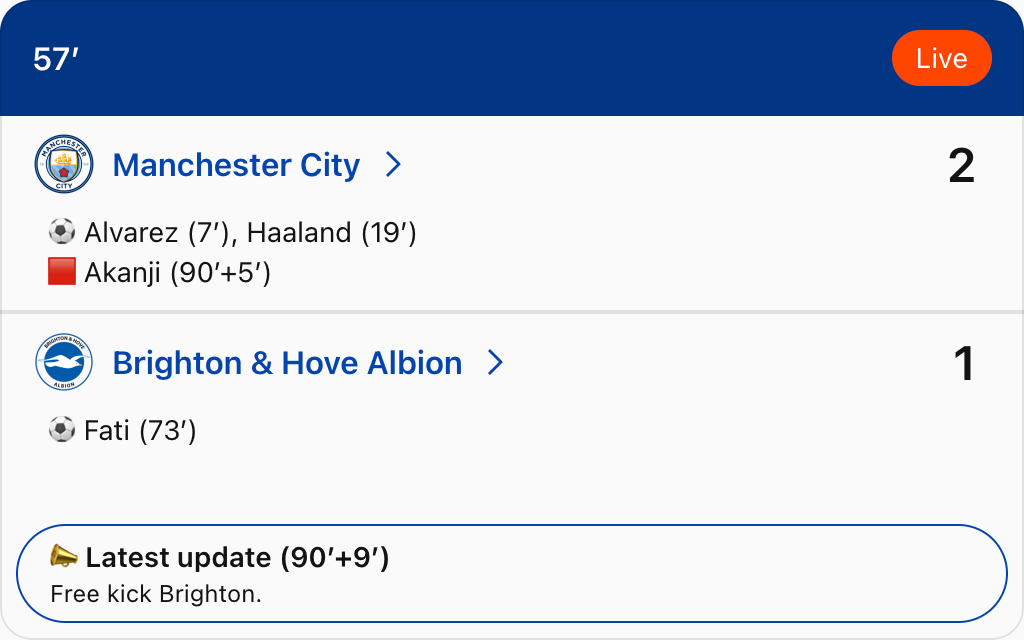 57′
Live
MANCHESTER
CITY
Manchester City
2
Alvarez (7′), Haaland (19′)
Akanji (90′+5′)
BRIGHTON & HOVE
ALBION
Brighton & Hove Albion
1
Fati (73′)
Latest update (90′+9′)
Free kick Brighton.